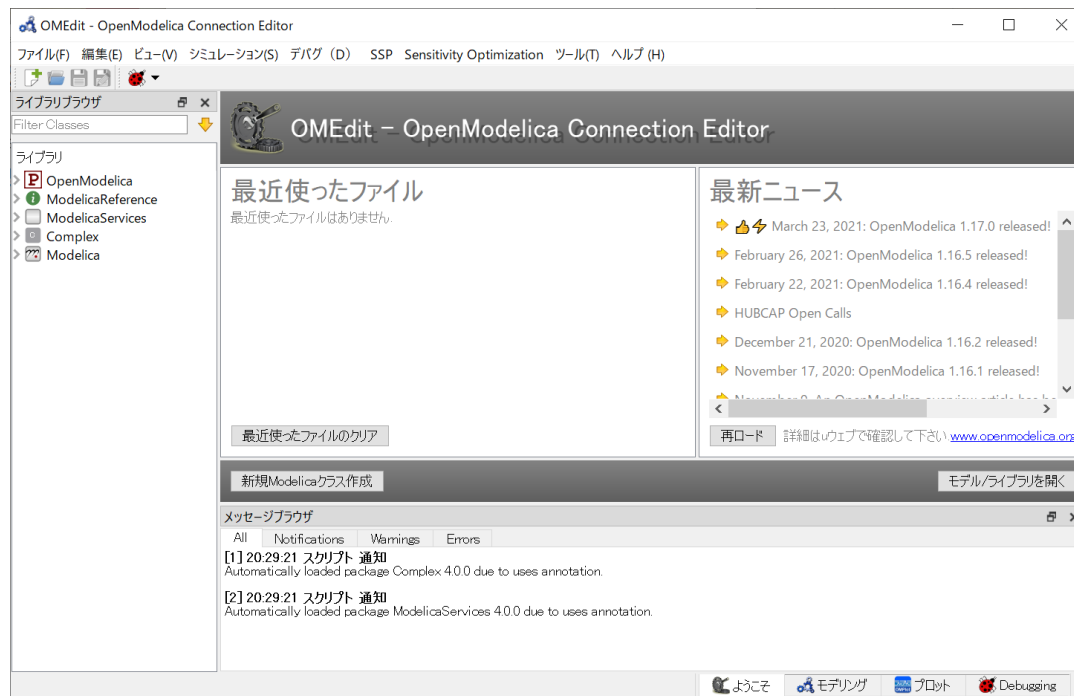 OMEdit - OpenModelica Connection Editor
ファイル(F) 編集(E) ビュー(V) シミュレーション(S) デバグ (D) SSP Sensitivity Optimization ツール(T) ヘルプ (H)
ライブラリブラウザ
Filter Classes
ライブラリ
OpenModelica
ModelicaReference
ModelicaServices
Complex
Modelica
OMEdit - OpenModelica Connection Editor
最近使ったファイル
最近使ったファイルはありません.
最近使ったファイルのクリア
最新ニュース
March 23, 2021: OpenModelica 1.17.0 released!
February 26, 2021: OpenModelica 1.16.5 released!
February 22, 2021: OpenModelica 1.16.4 released!
HUBCAP Open Calls
December 21, 2020: OpenModelica 1.16.2 released!
November 17, 2020: OpenModelica 1.16.1 released!
再ロード 詳細はuウェブで確認して下さい www.openmodelica.org
新規Modelicaクラス作成
モデル/ライブラリを開く
メッセージブラウザ
All Notifications Warnings Errors
[1] 20:29:21 スクリプト 通知
Automatically loaded package Complex 4.0.0 due to uses annotation.
[2] 20:29:21 スクリプト 通知
Automatically loaded package ModelicaServices 4.0.0 due to uses annotation.
ようこそ モデリング プロット Debugging